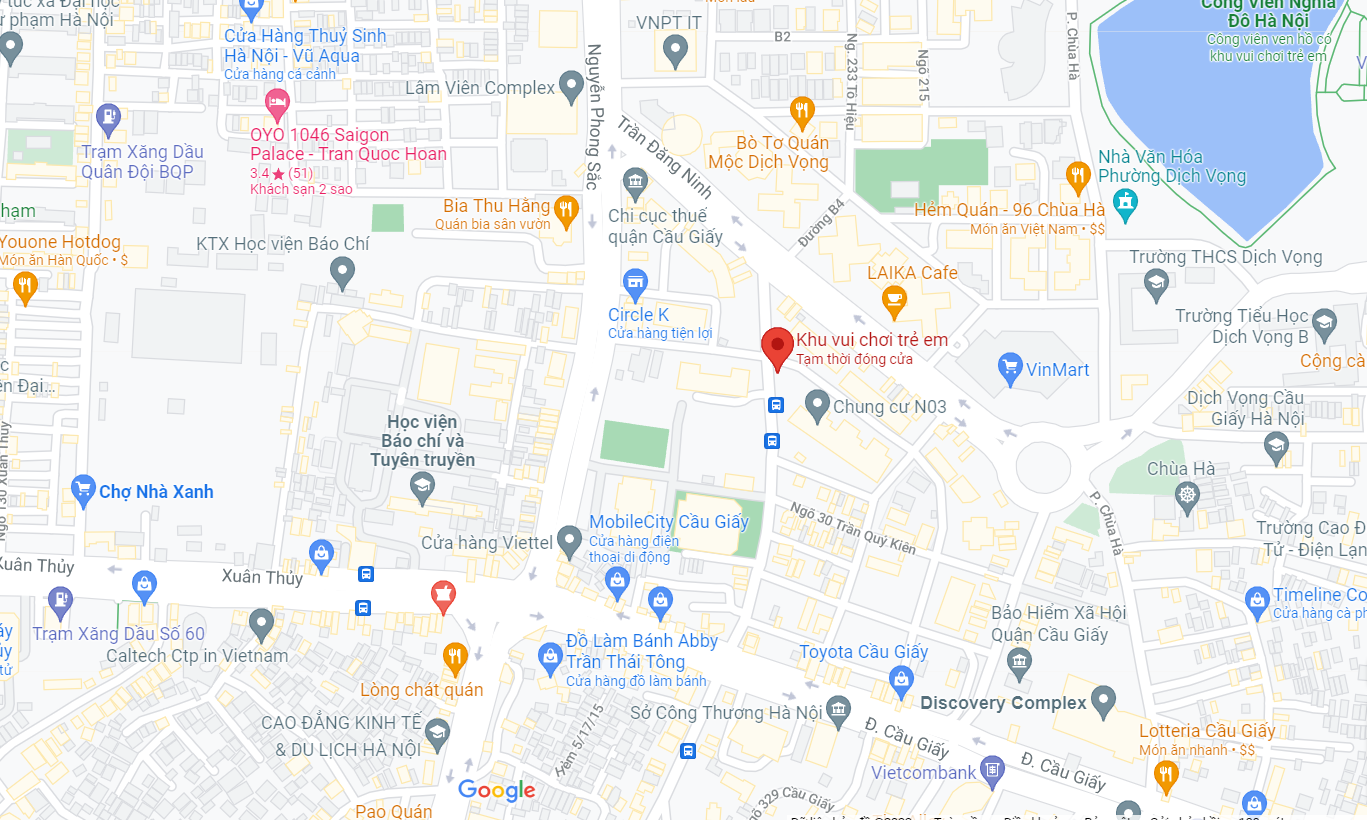 túc xá Đại học
sư phạm Hà Nội
Cửa Hàng Thuỷ Sinh
Hà Nội - Vũ Aqua
Cửa hàng cá cảnh
VNPT IT
B2
Ng. 233 Tô Hiệu
Ngõ 215
P. Chùa Hà
Công Viên Nghĩa
Đô Hà Nội
Công viên ven hồ có
khu vui chơi trẻ em
Nguyễn Phong Sắc
Lâm Viên Complex
Trần Đăng Ninh
OYO 1046 Saigon
Palace - Tran Quoc Hoan
3,4 ★ (51)
Khách sạn 2 sao
Trạm Xăng Dầu
Quân Đội BQP
Bò Tơ Quán
Mộc Dịch Vọng
Nhà Văn Hóa
Phường Dịch Vọng
Hẻm Quán - 96 Chùa Hà
Món ăn Việt Nam • $$
Bia Thu Hằng
Quán bia sân vườn
Chi cục thuế
quận Cầu Giấy
Đường B4
Youone Hotdog
Món ăn Hàn Quốc • $
KTX Học viện Báo Chí
Trường THCS Dịch Vọng
LAIKA Cafe
Circle K
Cửa hàng tiện lợi
Trường Tiểu Học
Dịch Vọng B
Khu vui chơi trẻ em
Tạm thời đóng cửa
Cộng cà
VinMart
Chung cư N03
Dịch Vọng Cầu
Giấy Hà Nội
Học viện
Báo chí và
Tuyên truyền
Chùa Hà
Chợ Nhà Xanh
Ngõ 130 Xuân Thủy
P. Chùa Hà
Ngõ 30 Trần Quý Kiên
MobileCity Cầu Giấy
Cửa hàng điện
thoại di động
Cửa hàng Viettel
Trường Cao Đ
Tử - Điện Lạn
Xuân Thủy
Xuân Thủy
Timeline Co
Cửa hàng cà ph
Bảo Hiểm Xã Hội
Quận Cầu Giấy
Trạm Xăng Dầu Số 60
Caltech Ctp in Vietnam
Đồ Làm Bánh Abby
Trần Thái Tông
Cửa hàng đồ làm bánh
Toyota Cầu Giấy
Lòng chát quán
Discovery Complex
Sở Công Thương Hà Nội
CAO ĐẲNG KINH TẾ
& DU LỊCH HÀ NỘI
5/17/15
Đ. Cầu Giấy
Đ. Cầu Giấy
Lotteria Cầu Giấy
Món ăn nhanh • $$
Vietcombank
Google
Ngõ 329 Cầu Giấy
Pao Quán